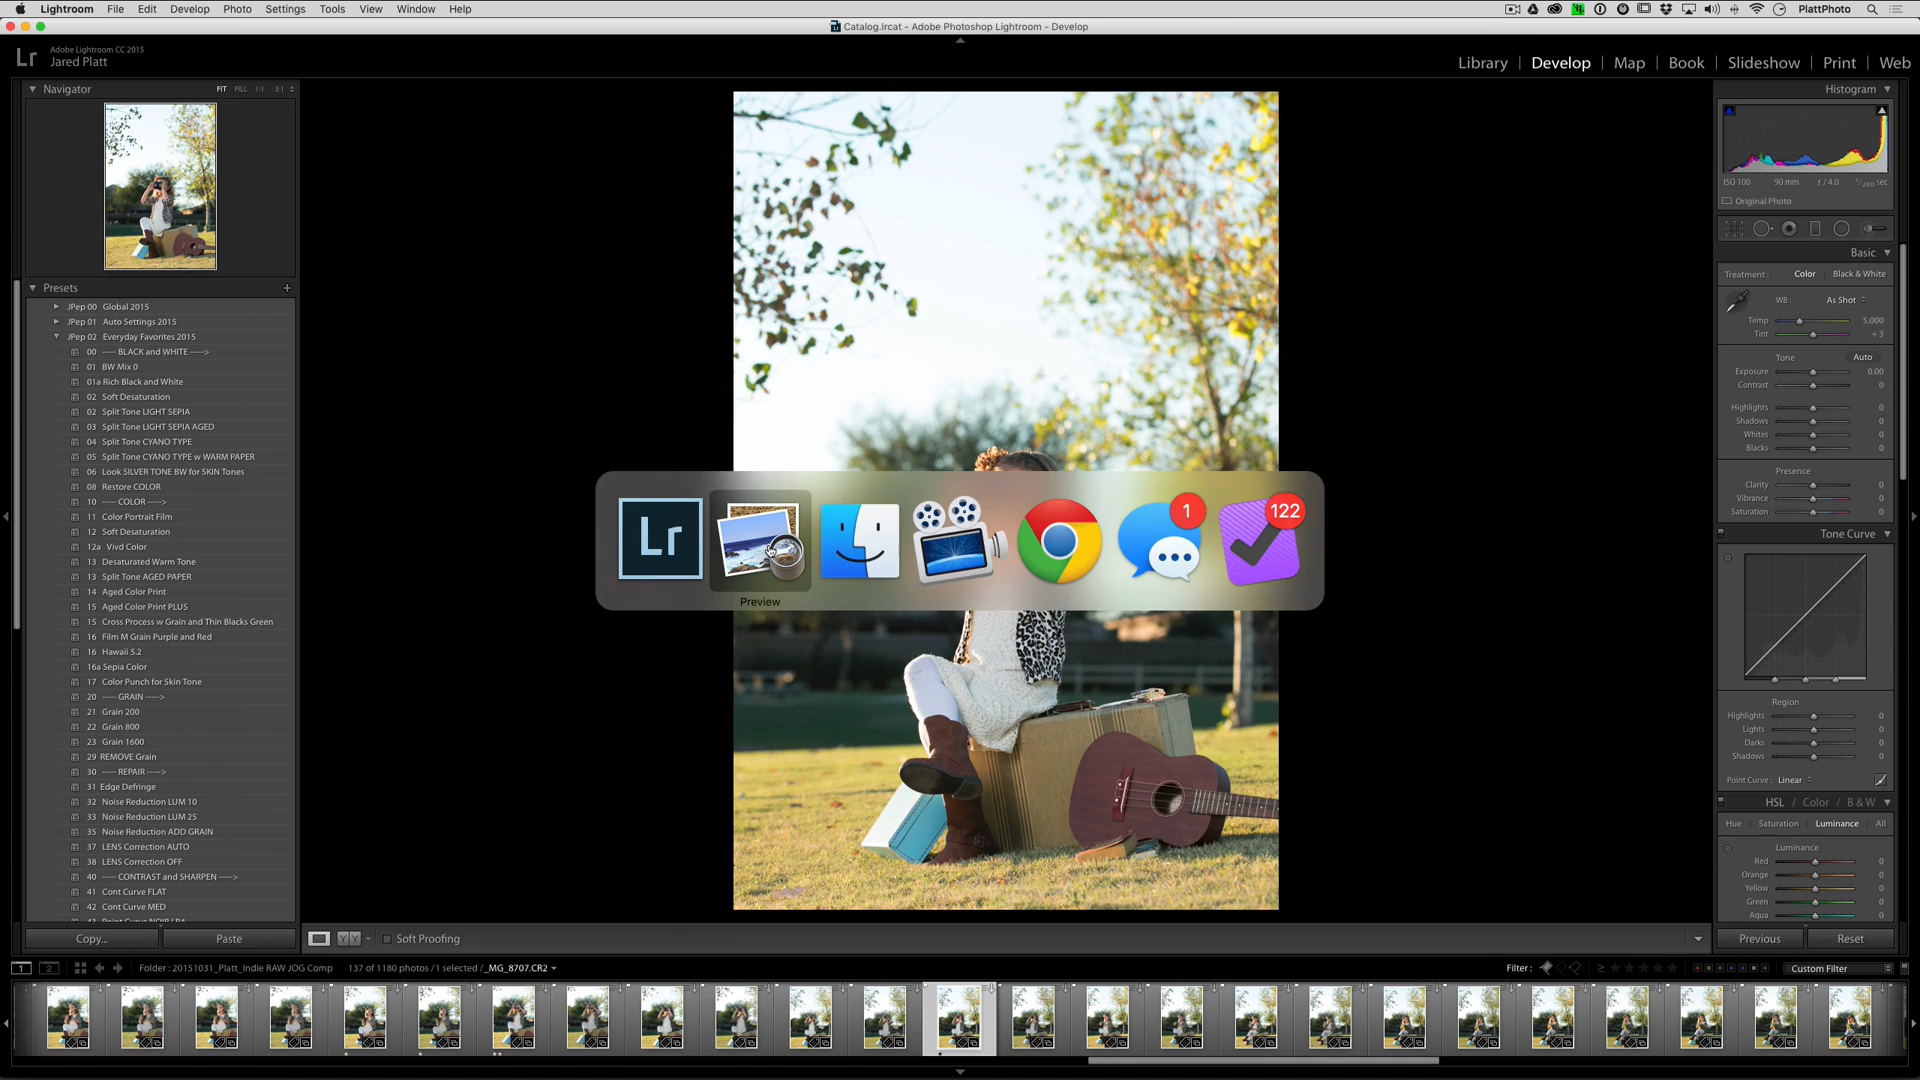 Lightroom File Edit Develop Photo Settings Tools View Window Help PlattPhoto
Catalog.lrcat - Adobe Photoshop Lightroom - Develop
Lr Adobe Lightroom CC 2015
Jared Platt
Library | Develop | Map | Book | Slideshow | Print | Web
Navigator FIT FILL 1:1 3:1
Presets +
JPep 00 Global 2015
JPep 01 Auto Settings 2015
JPep 02 Everyday Favorites 2015
00 ----- BLACK and WHITE ----->
01 BW Mix 0
01a Rich Black and White
02 Soft Desaturation
02 Split Tone LIGHT SEPIA
03 Split Tone LIGHT SEPIA AGED
04 Split Tone CYANO TYPE
05 Split Tone CYANO TYPE w WARM PAPER
06 Look SILVER TONE BW for SKIN Tones
08 Restore COLOR
10 ----- COLOR ----->
11 Color Portrait Film
12 Soft Desaturation
12a Vivd Color
13 Desaturated Warm Tone
13 Split Tone AGED PAPER
14 Aged Color Print
15 Aged Color Print PLUS
15 Cross Process w Grain and Thin Blacks Green
16 Film M Grain Purple and Red
16 Hawaii 5.2
16a Sepia Color
17 Color Punch for Skin Tone
20 ----- GRAIN ----->
21 Grain 200
22 Grain 800
23 Grain 1600
29 REMOVE Grain
30 ----- REPAIR ----->
31 Edge Defringe
32 Noise Reduction LUM 10
33 Noise Reduction LUM 25
35 Noise Reduction ADD GRAIN
37 LENS Correction AUTO
38 LENS Correction OFF
40 ----- CONTRAST and SHARPEN ----->
41 Cont Curve FLAT
42 Cont Curve MED
Copy... Paste
Lr
1
122
Preview
Histogram
ISO 100 90 mm ƒ / 4.0 1/200 sec
Original Photo
Basic
Treatment : Color Black & White
WB : As Shot
Temp 5,000
Tint + 3
Tone Auto
Exposure 0.00
Contrast 0
Highlights 0
Shadows 0
Whites 0
Blacks 0
Presence
Clarity 0
Vibrance 0
Saturation 0
Tone Curve
Region
Highlights 0
Lights 0
Darks 0
Shadows 0
Point Curve : Linear
HSL / Color / B & W
Hue Saturation Luminance All
Luminance
Red 0
Orange 0
Yellow 0
Green 0
Aqua 0
Previous Reset
YY Soft Proofing
1 2 Folder : 20151031_Platt_Indie RAW JOG Comp 137 of 1180 photos / 1 selected / _MG_8707.CR2 Filter : Custom Filter